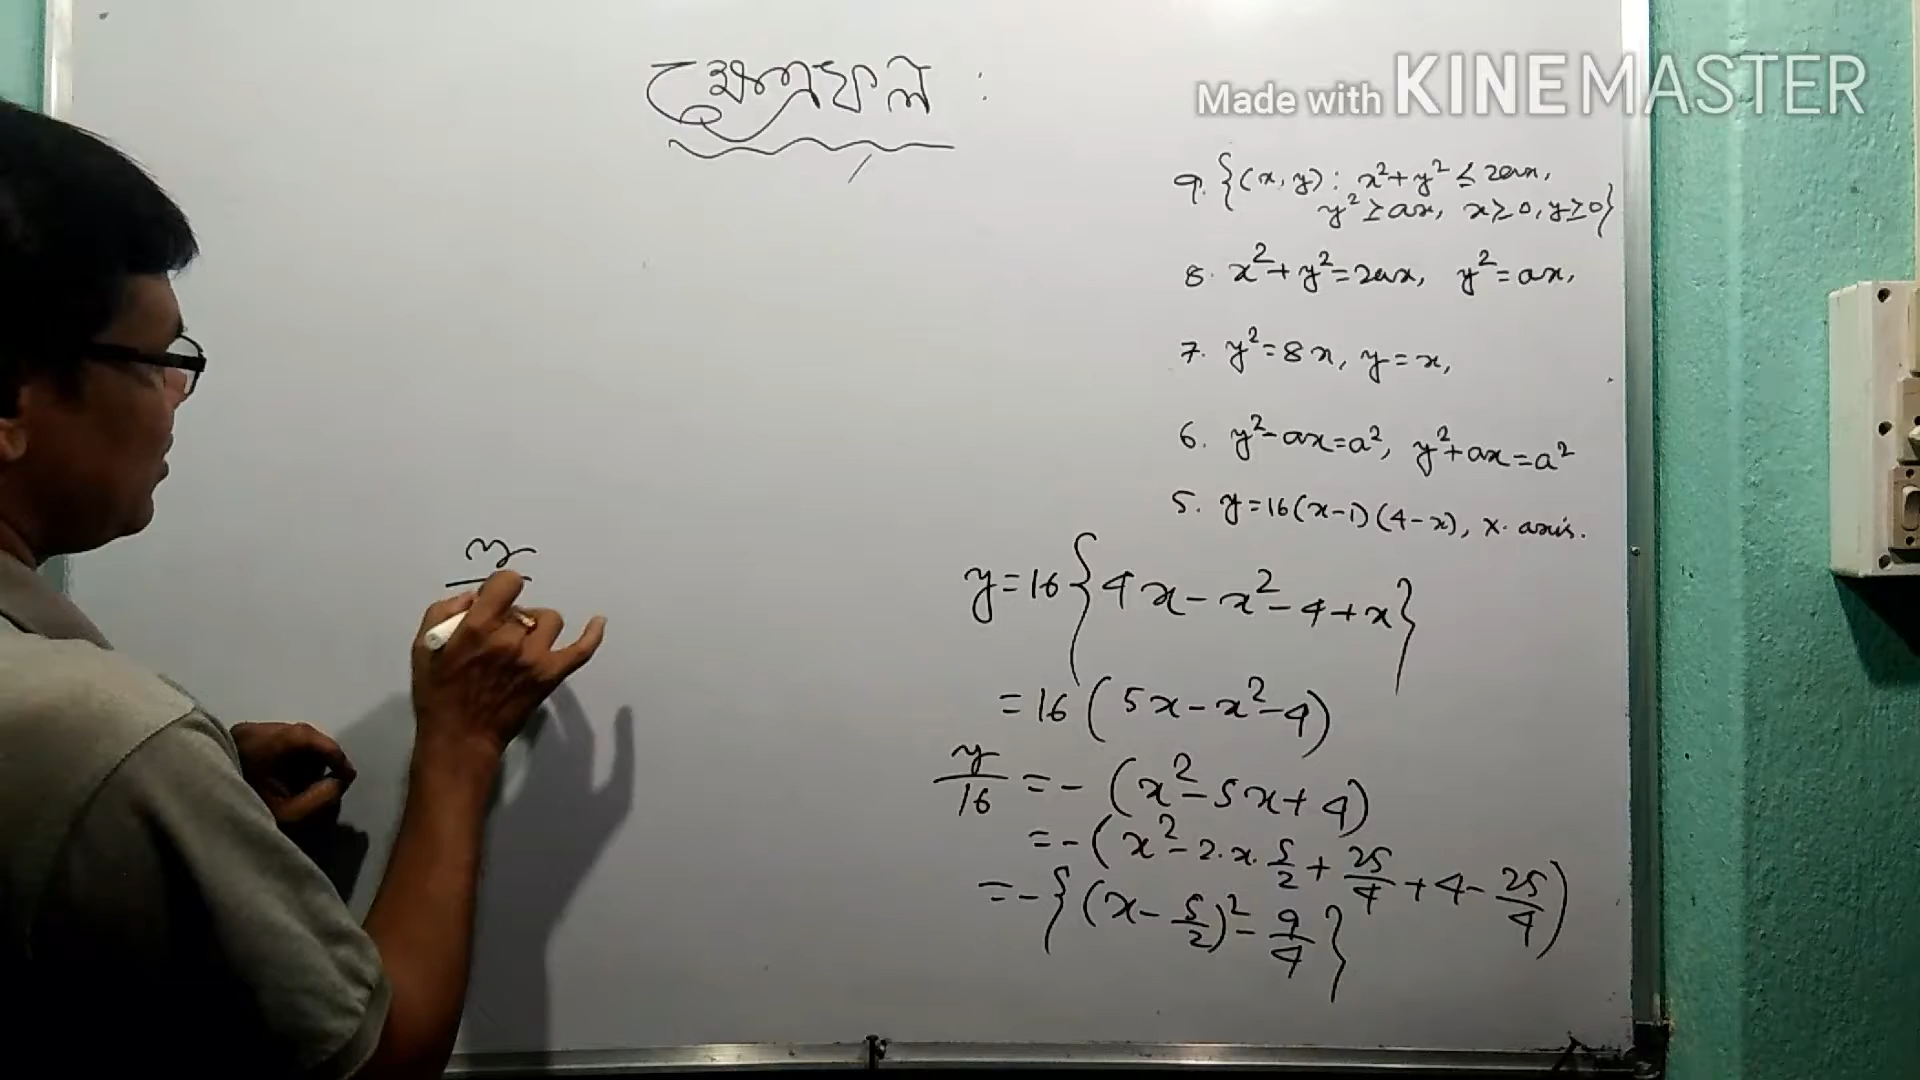 ক্ষেত্রফল :
Made with KINEMASTER
9. {(x, y) : x² + y² ≤ 2ax,
y² ≥ ax, x ≥ 0, y ≥ 0}
8. x² + y² = 2ax, y² = ax,
7. y² = 8x, y = x,
6. y² - ax = a², y² + ax = a²
5. y = 16(x-1)(4-x), x-axis.
y = 16{4x - x² - 4 + x}
= 16(5x - x² - 4)
y/16 = -(x² - 5x + 4)
= -(x² - 2·x·5/2 + 25/4 + 4 - 25/4)
= -{(x - 5/2)² - 9/4}
y